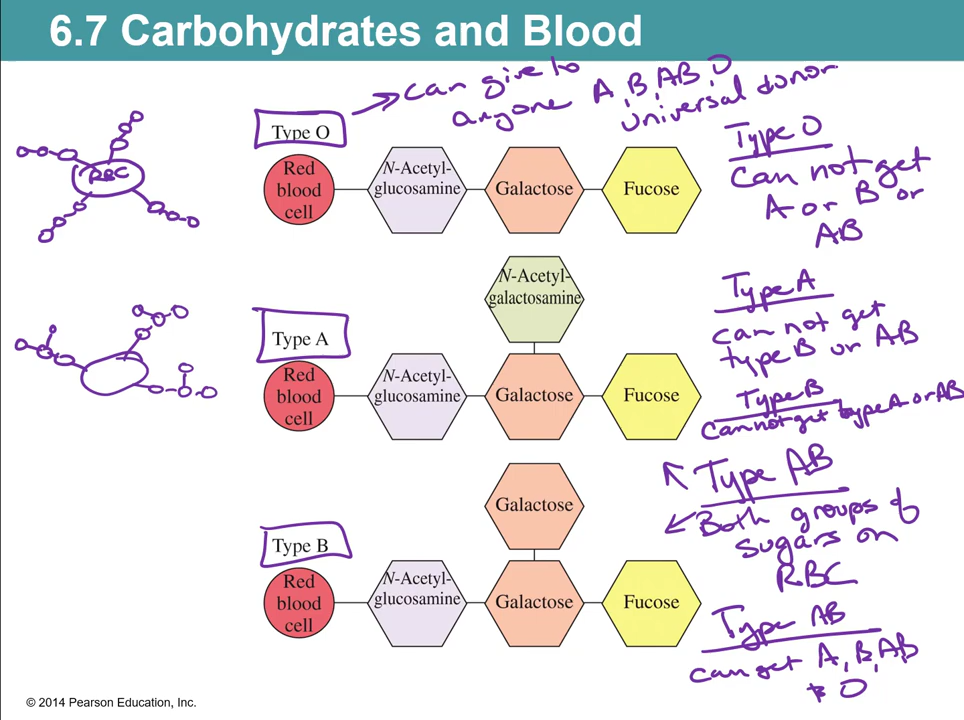 6.7 Carbohydrates and Blood
can give to
anyone
A, B, AB, O
universal donor
Type O
Red
blood
cell
N-Acetyl-
glucosamine
Galactose
Fucose
RBC
Type O
can not get
A or B or
AB
N-Acetyl-
galactosamine
Type A
Red
blood
cell
N-Acetyl-
glucosamine
Galactose
Fucose
Type A
can not get
type B or AB
Type B
Cannot get type A or AB
Galactose
Type B
Red
blood
cell
N-Acetyl-
glucosamine
Galactose
Fucose
Type AB
Both groups of
sugars on
RBC
Type AB
can get A, B, AB
O
© 2014 Pearson Education, Inc.